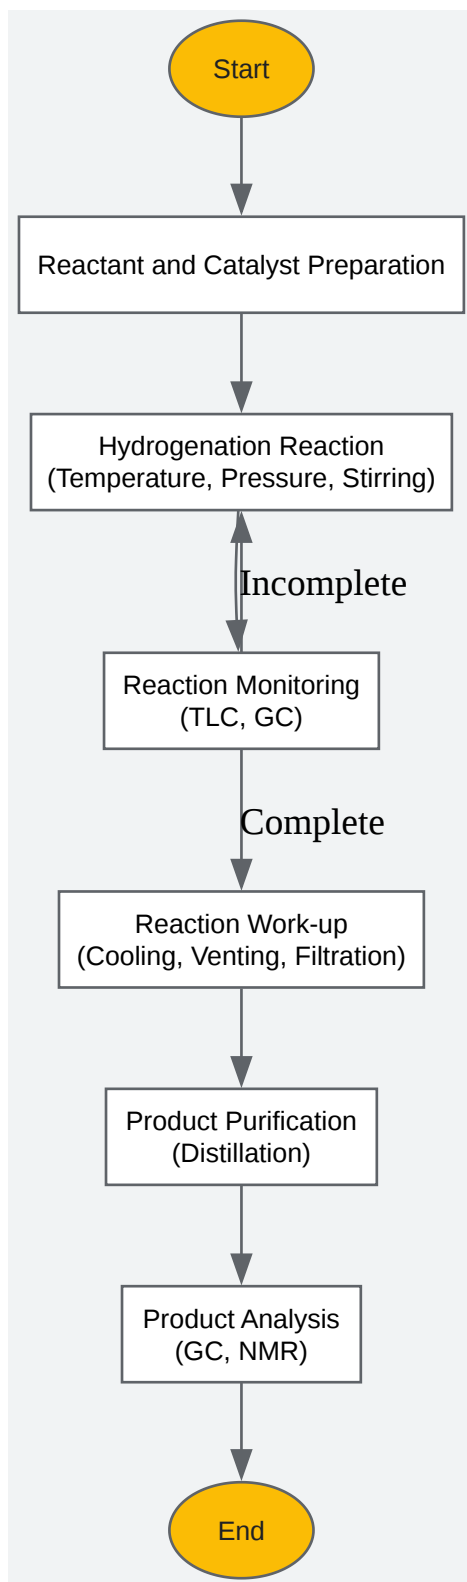 Start
Reactant and Catalyst Preparation
Hydrogenation Reaction
(Temperature, Pressure, Stirring)
Incomplete
Reaction Monitoring
(TLC, GC)
Complete
Reaction Work-up
(Cooling, Venting, Filtration)
Product Purification
(Distillation)
Product Analysis
(GC, NMR)
End